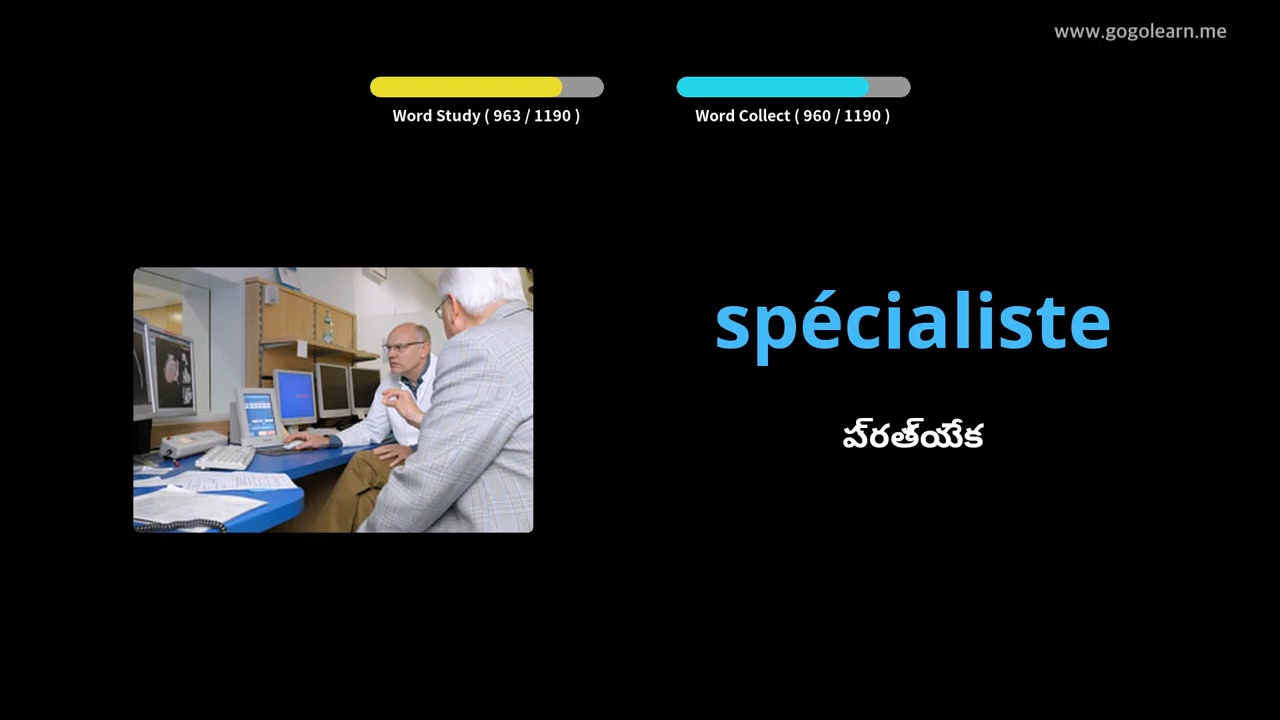 www.gogolearn.me
Word Study ( 963 / 1190 )
Word Collect ( 960 / 1190 )
spécialiste
ప్రత్యేక